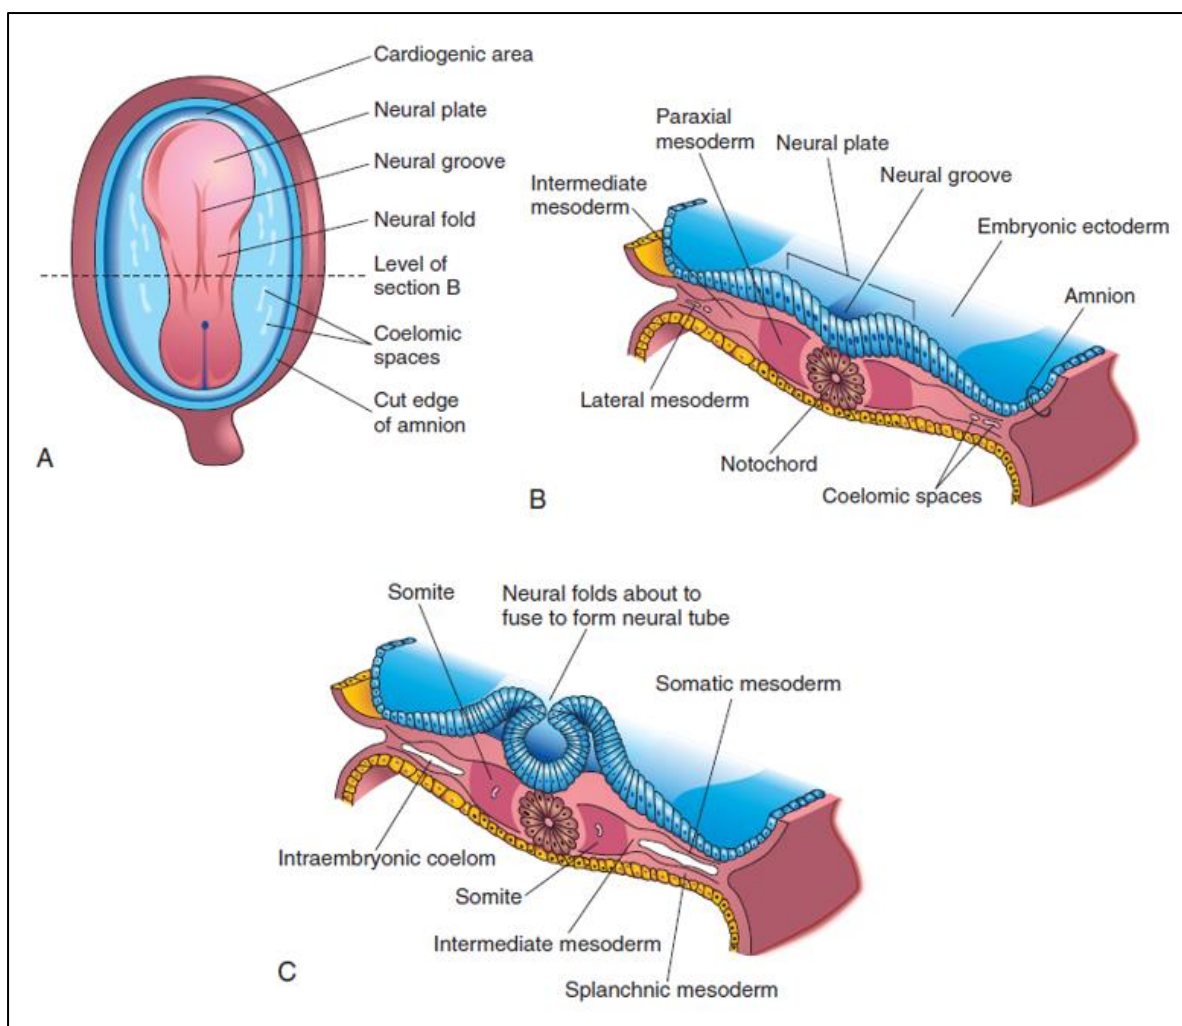 Cardiogenic area
Neural plate
Neural groove
Neural fold
Level of
section B
Coelomic
spaces
Cut edge
of amnion
A
Paraxial
mesoderm
Neural plate
Neural groove
Intermediate
mesoderm
Embryonic ectoderm
Amnion
Lateral mesoderm
Notochord
Coelomic spaces
B
Somite
Neural folds about to
fuse to form neural tube
Somatic mesoderm
Intraembryonic coelom
Somite
Intermediate mesoderm
Splanchnic mesoderm
C